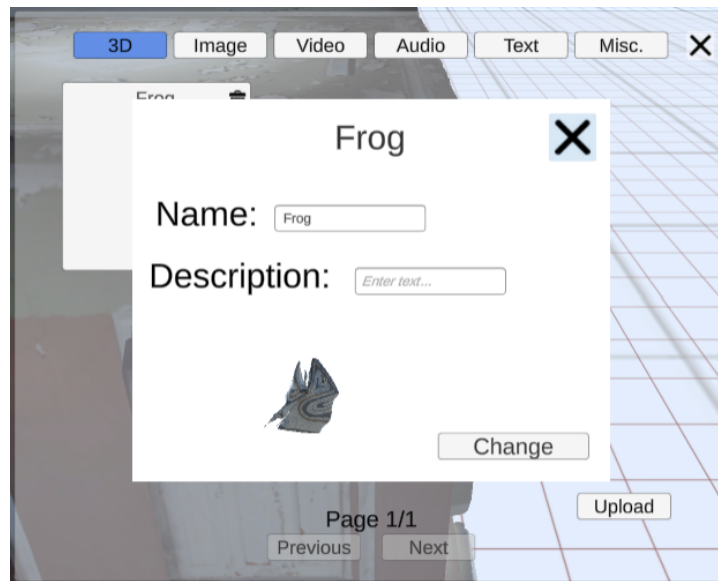 3D Image Video Audio Text Misc.
Frog
Frog
Name: Frog
Description: Enter text...
Change
Upload
Page 1/1
Previous Next